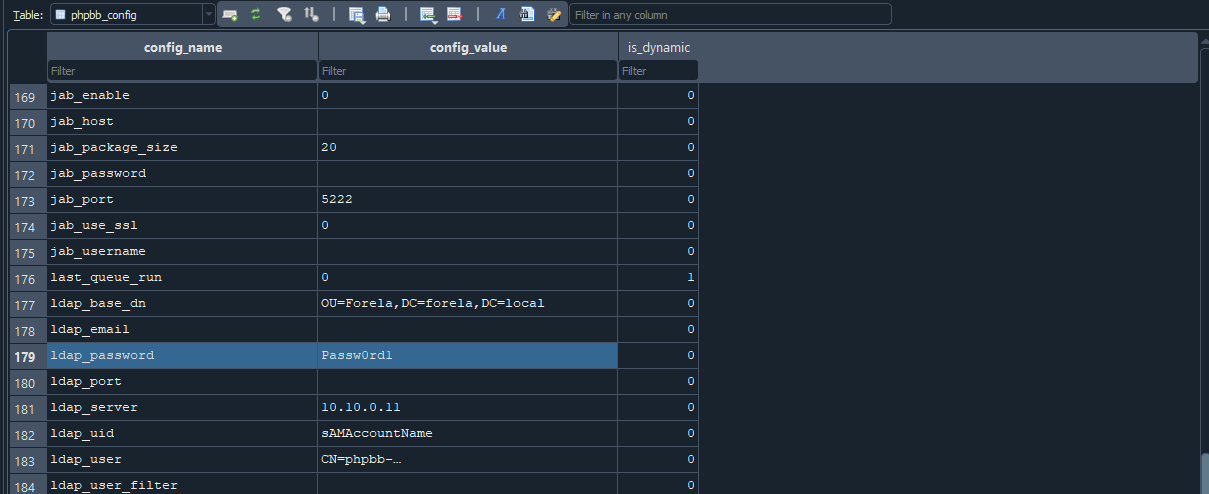 Table: phpbb_config Filter in any column
config_name config_value is_dynamic
Filter Filter Filter
169 jab_enable 0 0
170 jab_host 0
171 jab_package_size 20 0
172 jab_password 0
173 jab_port 5222 0
174 jab_use_ssl 0 0
175 jab_username 0
176 last_queue_run 0 1
177 ldap_base_dn OU=Forela,DC=forela,DC=local 0
178 ldap_email 0
179 ldap_password Passw0rd1 0
180 ldap_port 0
181 ldap_server 10.10.0.11 0
182 ldap_uid sAMAccountName 0
183 ldap_user CN=phpbb-… 0
184 ldap_user_filter 0